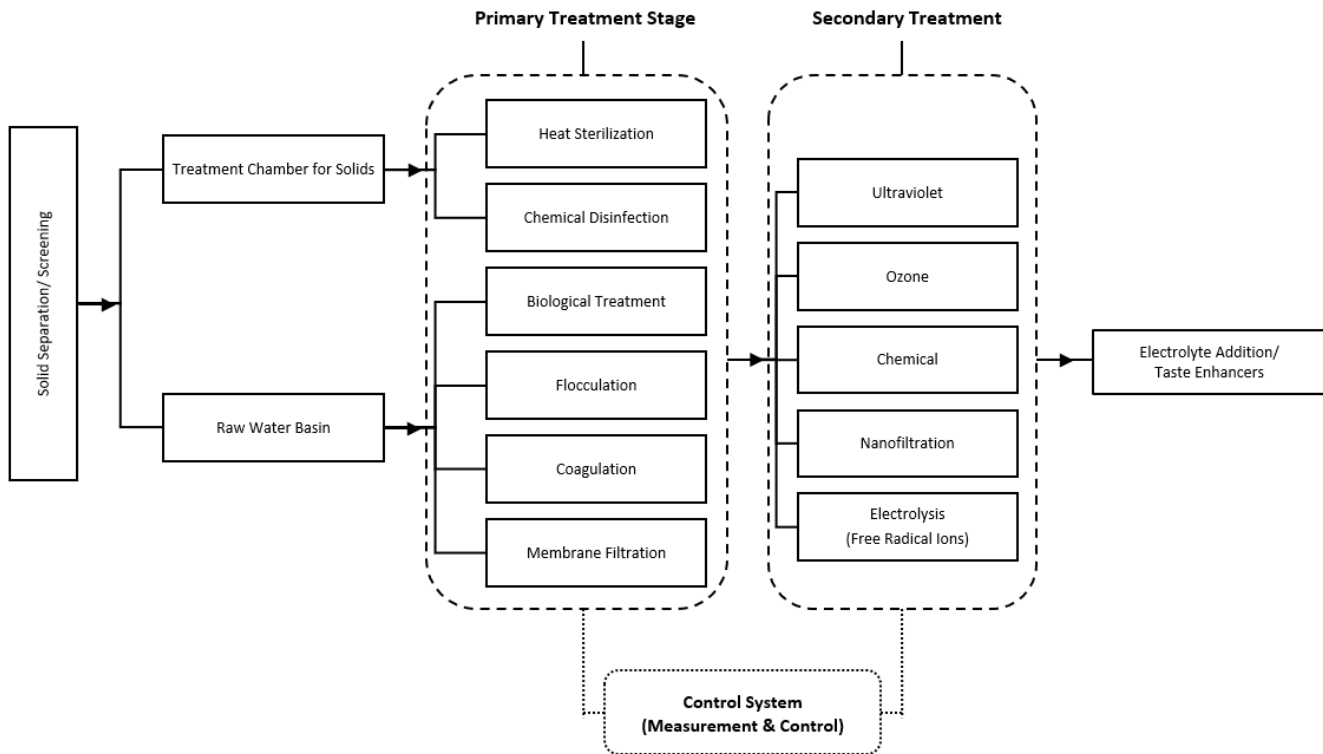 Primary Treatment Stage
Secondary Treatment
Solid Separation/ Screening
Treatment Chamber for Solids
Raw Water Basin
Heat Sterilization
Chemical Disinfection
Biological Treatment
Flocculation
Coagulation
Membrane Filtration
Ultraviolet
Ozone
Chemical
Nanofiltration
Electrolysis
(Free Radical Ions)
Electrolyte Addition/
Taste Enhancers
Control System
(Measurement & Control)